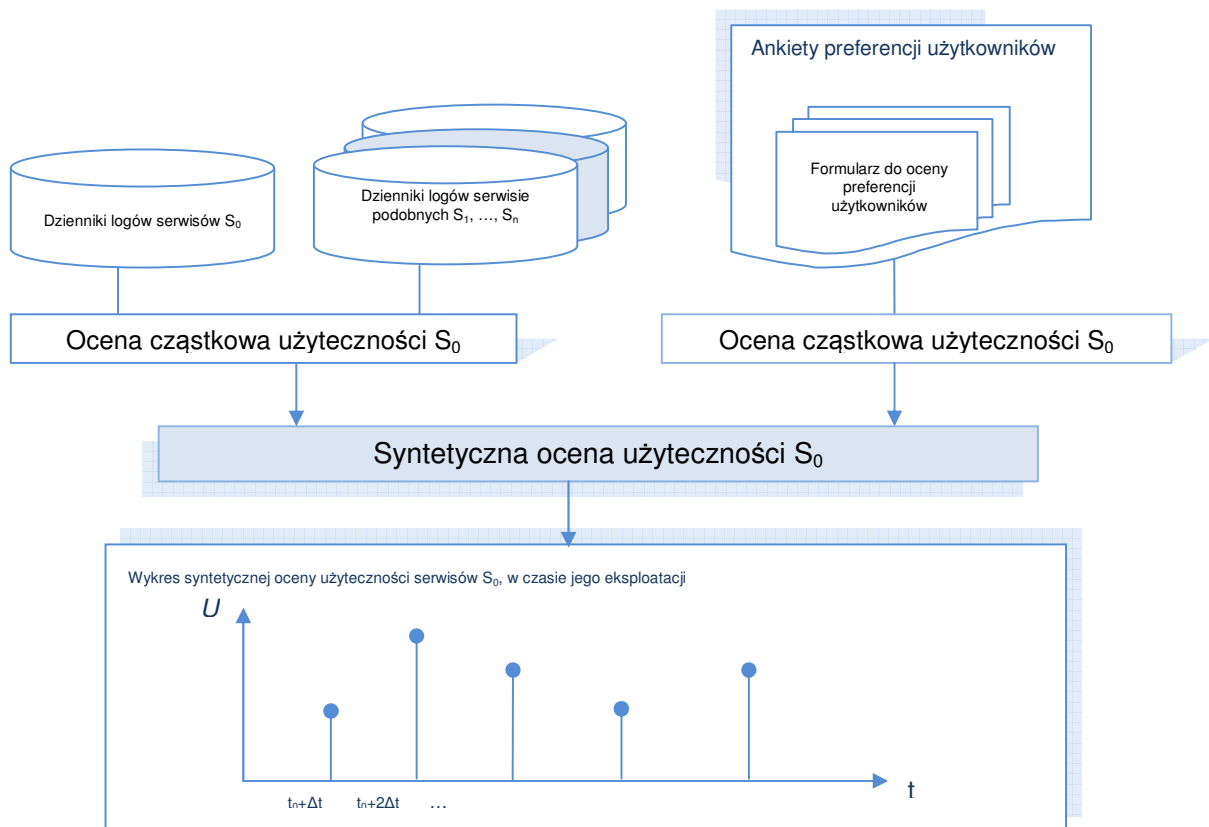 Ankiety preferencji użytkowników
Formularz do oceny
preferencji
użytkowników
Dzienniki logów serwisów S₀
Dzienniki logów serwisie
podobnych S₁, …, Sₙ
Ocena cząstkowa użyteczności S₀
Ocena cząstkowa użyteczności S₀
Syntetyczna ocena użyteczności S₀
Wykres syntetycznej oceny użyteczności serwisów S₀, w czasie jego eksploatacji
U
t
t₀+Δt
t₀+2Δt
…